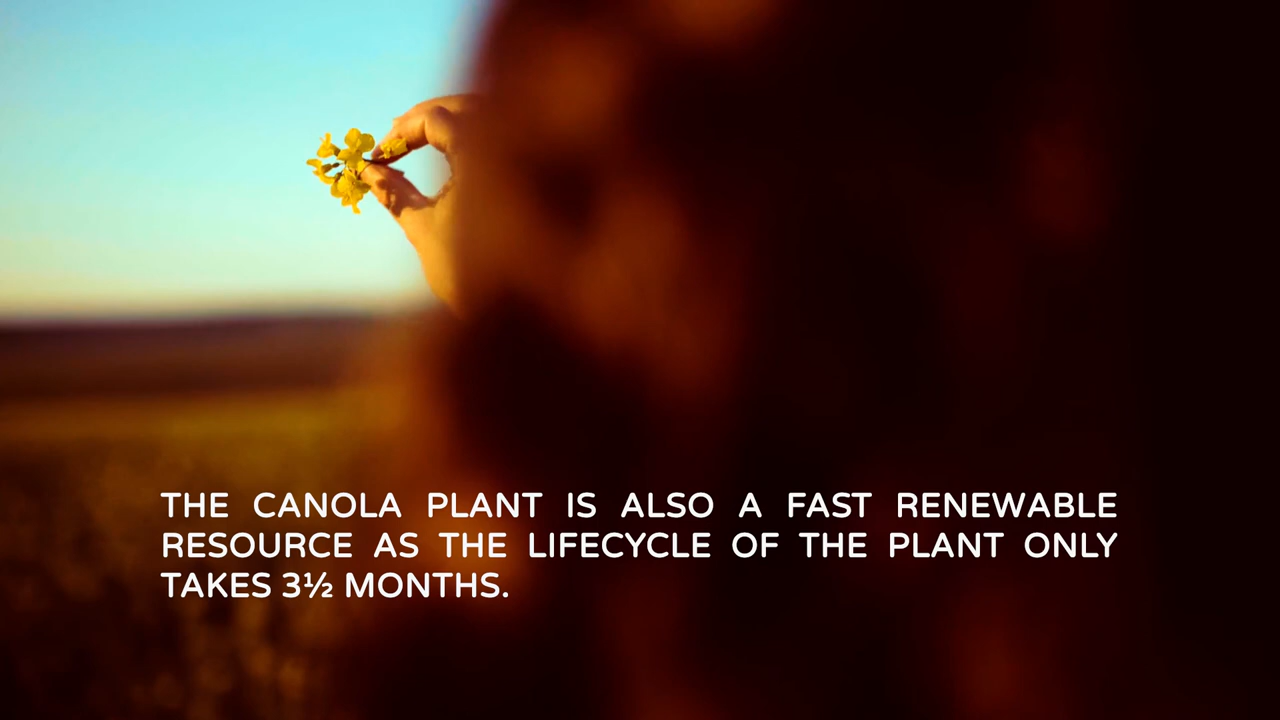 THE CANOLA PLANT IS ALSO A FAST RENEWABLE
RESOURCE AS THE LIFECYCLE OF THE PLANT ONLY
TAKES 3½ MONTHS.